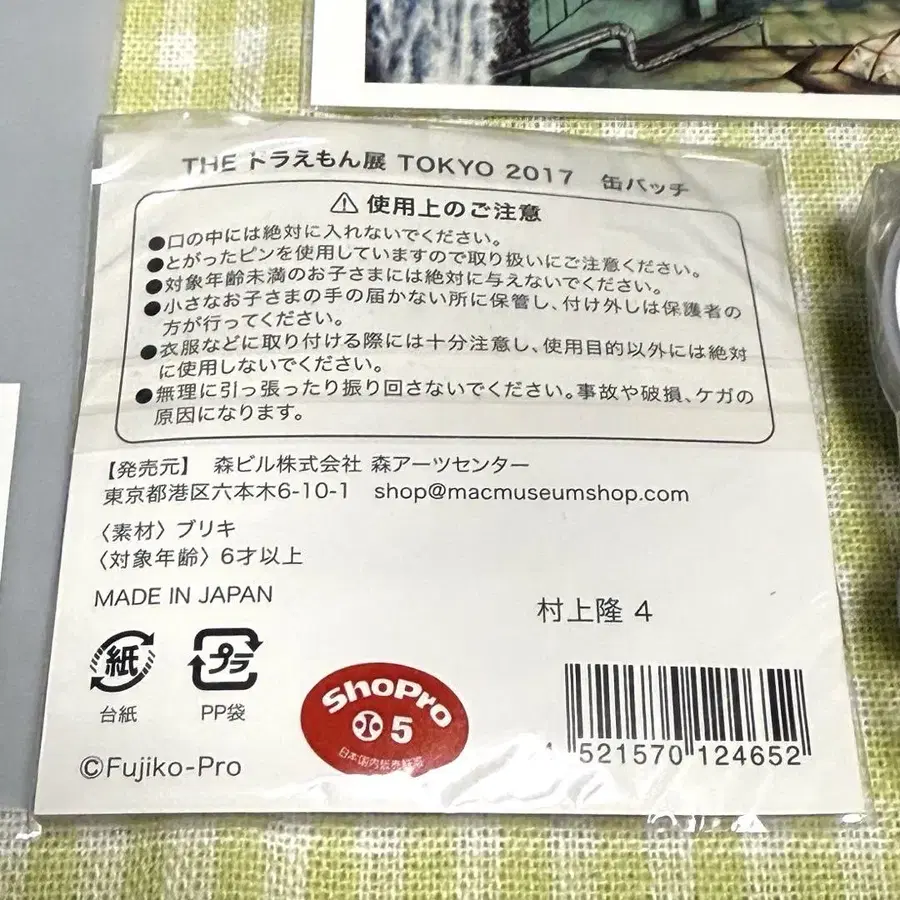 THE ドラえもん展 TOKYO 2017 缶バッチ
使用上のご注意
●口の中には絶対に入れないでください。
●とがったピンを使用していますので取り扱いにご注意ください。
●対象年齢未満のお子さまには絶対に与えないでください。
●小さなお子さまの手の届かない所に保管し、付け外しは保護者の
方が行ってください。
●衣服などに取り付ける際には十分注意し、使用目的以外には絶対
に使用しないでください。
●無理に引っ張ったり振り回さないでください。事故や破損、ケガの
原因になります。
【発売元】 森ビル株式会社 森アーツセンター
東京都港区六本木6-10-1 shop@macmuseumshop.com
〈素材〉ブリキ
〈対象年齢〉6才以上
MADE IN JAPAN
村上隆 4
紙
プラ
台紙
PP袋
ShoPro
5
日本国内販売
©Fujiko-Pro
4 521570 124652